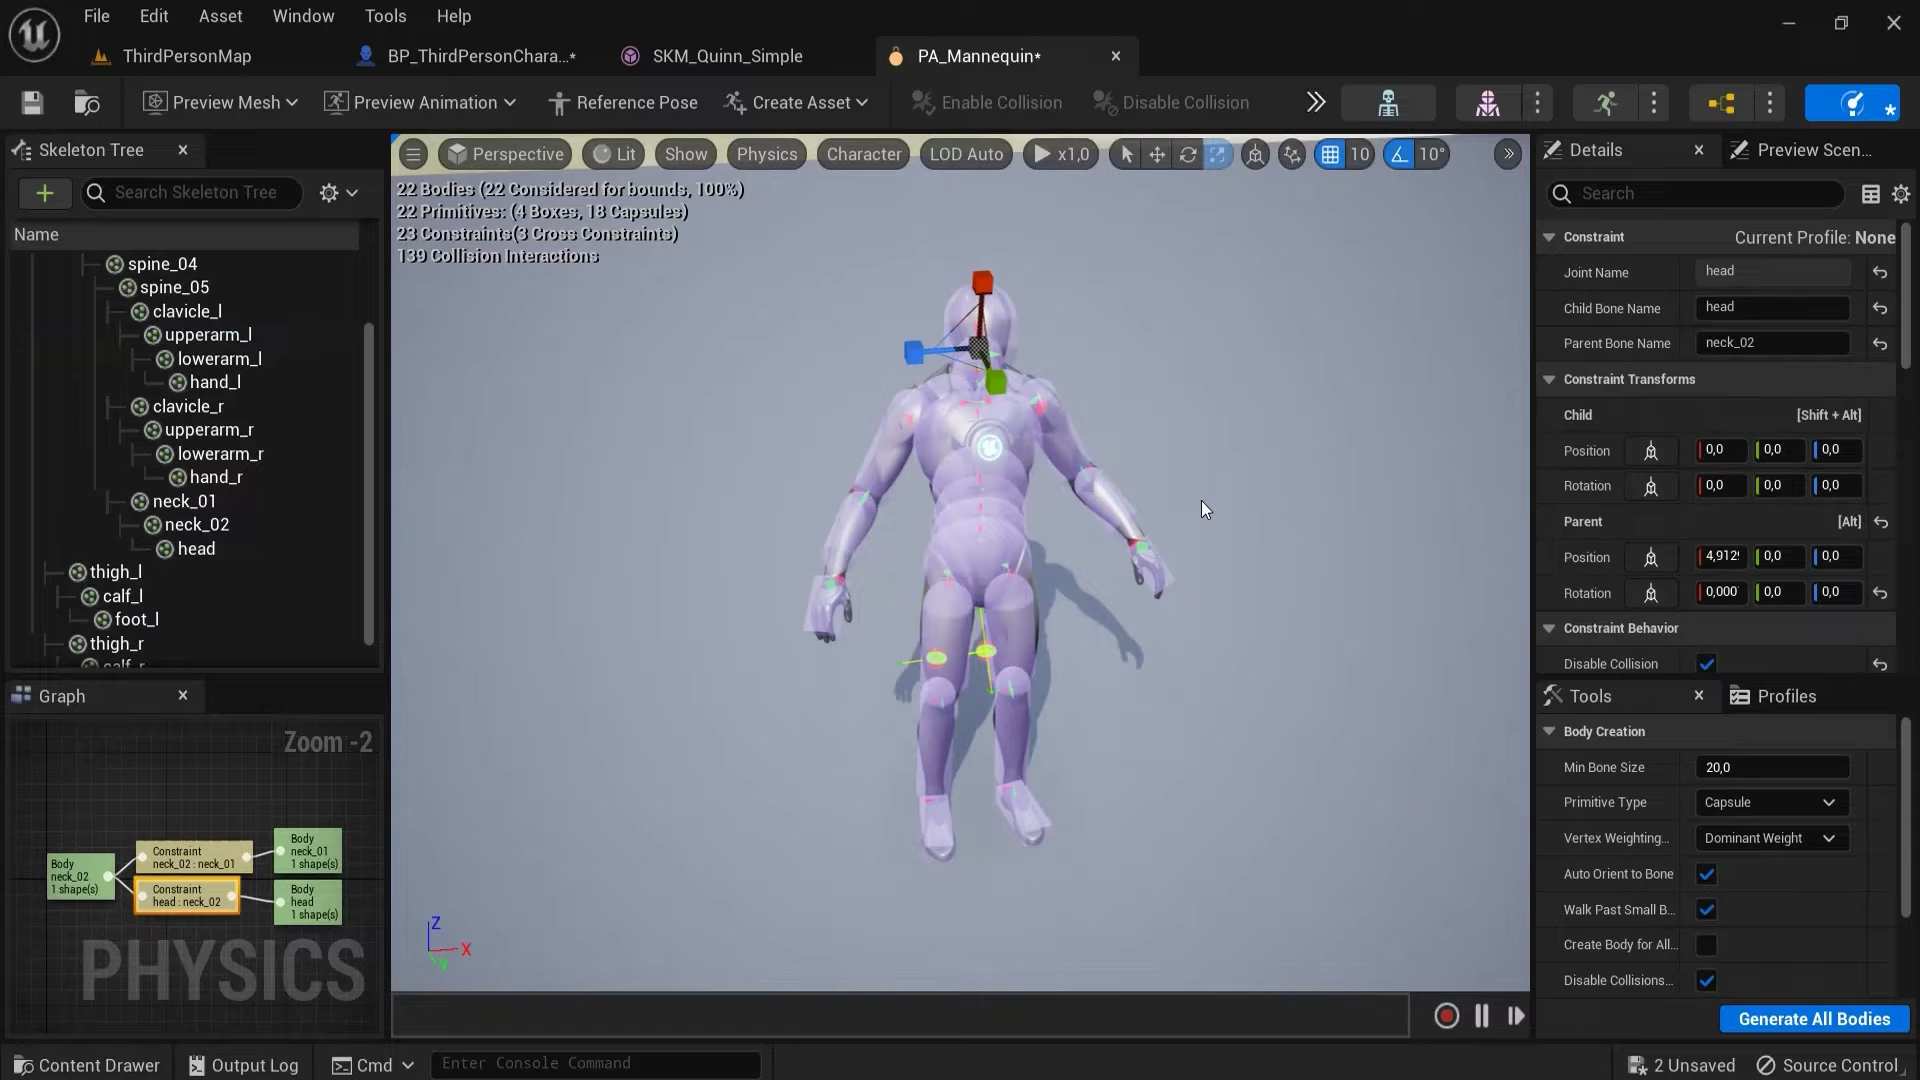 File Edit Asset Window Tools Help
ThirdPersonMap BP_ThirdPersonChara...* SKM_Quinn_Simple PA_Mannequin*
Preview Mesh Preview Animation Reference Pose Create Asset Enable Collision Disable Collision
Skeleton Tree
Search Skeleton Tree
Name
spine_04
spine_05
clavicle_l
upperarm_l
lowerarm_l
hand_l
clavicle_r
upperarm_r
lowerarm_r
hand_r
neck_01
neck_02
head
thigh_l
calf_l
foot_l
thigh_r
calf_r
Graph
Zoom -2
Body
neck_02
1 shape(s)
Constraint
neck_02 : neck_01
Constraint
head : neck_02
Body
neck_01
1 shape(s)
Body
head
1 shape(s)
PHYSICS
Perspective Lit Show Physics Character LOD Auto x1,0 10 10°
22 Bodies (22 Considered for bounds, 100%)
22 Primitives: (4 Boxes, 18 Capsules)
23 Constraints(3 Cross Constraints)
139 Collision Interactions
Z
X
Y
Details Preview Scen...
Search
Constraint Current Profile: None
Joint Name head
Child Bone Name head
Parent Bone Name neck_02
Constraint Transforms
Child [Shift + Alt]
Position 0,0 0,0 0,0
Rotation 0,0 0,0 0,0
Parent [Alt]
Position 4,912 0,0 0,0
Rotation 0,000 0,0 0,0
Constraint Behavior
Disable Collision
Tools Profiles
Body Creation
Min Bone Size 20,0
Primitive Type Capsule
Vertex Weighting... Dominant Weight
Auto Orient to Bone
Walk Past Small B...
Create Body for All...
Disable Collisions...
Generate All Bodies
Content Drawer Output Log Cmd Enter Console Command 2 Unsaved Source Control